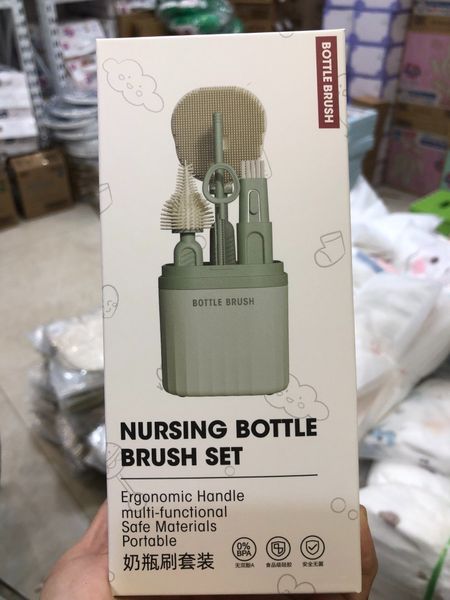 BOTTLE BRUSH
BOTTLE BRUSH
NURSING BOTTLE
BRUSH SET
Ergonomic Handle
multi-functional
Safe Materials
Portable
奶瓶刷套装
0%
BPA
无双酚A
食品级硅胶
安全无菌